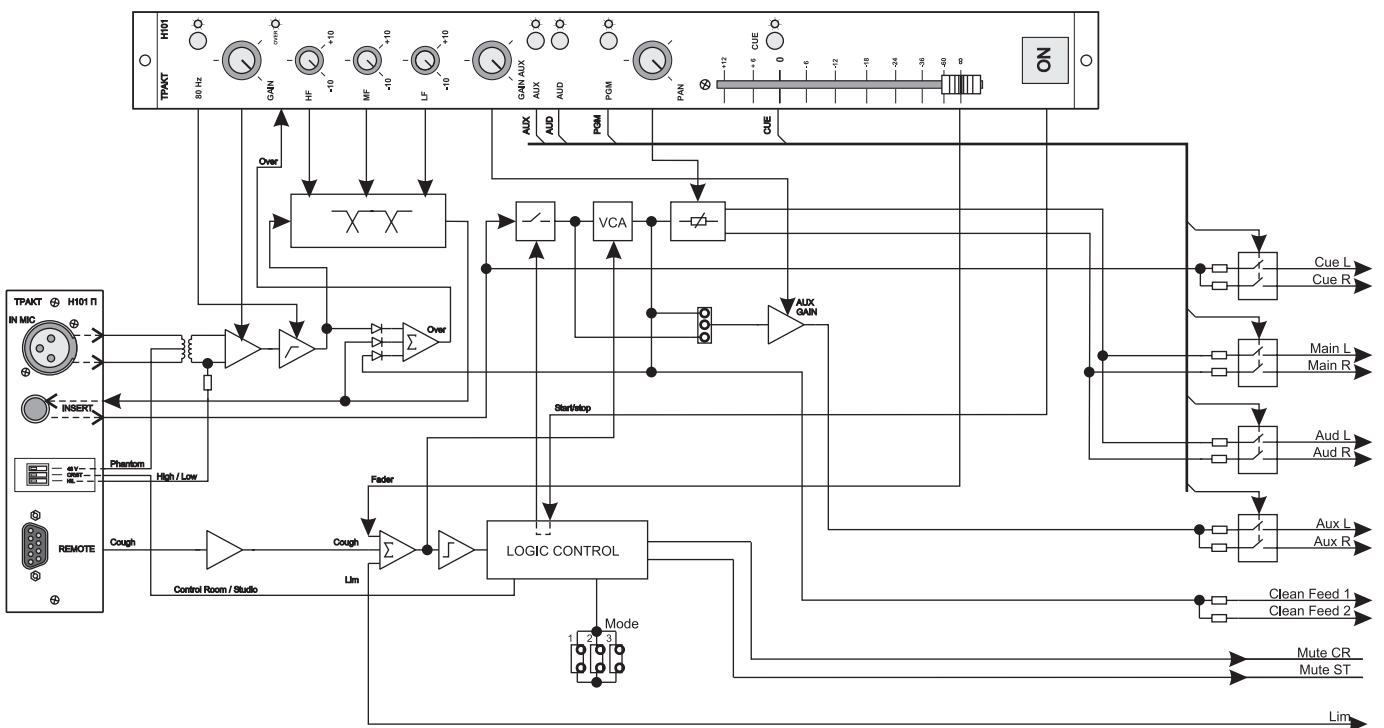 ТРАКТ H101
80 Hz
GAIN
OVER
HF
+10
-10
MF
+10
-10
LF
+10
-10
GAIN AUX
AUX
AUD
PGM
PAN
CUE
+12
+6
0
-6
-12
-18
-24
-36
-60
∞
ON
AUX
AUD
PGM
CUE
Over
VCA
Cue L
Cue R
ТРАКТ H101 П
IN MIC
Over
AUX
GAIN
Main L
Main R
INSERT
Start/stop
Aud L
Aud R
48 V
CR/ST
H/L
Phantom
High / Low
Fader
Aux L
Aux R
REMOTE
Cough
Cough
Σ
Σ
LOGIC CONTROL
Lim
Control Room / Studio
Clean Feed 1
Clean Feed 2
Mode
1 2 3
Mute CR
Mute ST
Lim